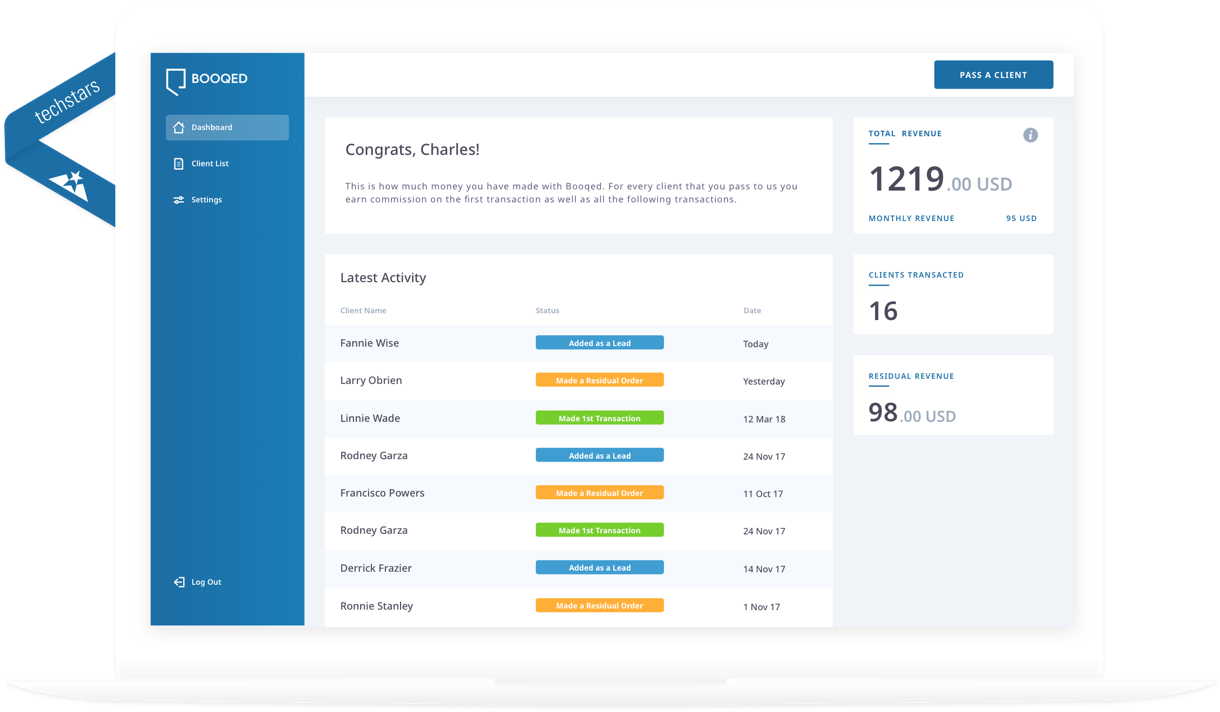 techstars
BOOQED
Dashboard
Client List
Settings
Log Out
PASS A CLIENT
Congrats, Charles!
This is how much money you have made with Booqed. For every client that you pass to us you
earn commission on the first transaction as well as all the following transactions.
TOTAL REVENUE
i
1219.00 USD
MONTHLY REVENUE 95 USD
CLIENTS TRANSACTED
16
RESIDUAL REVENUE
98.00 USD
Latest Activity
Client Name Status Date
Fannie Wise Added as a Lead Today
Larry Obrien Made a Residual Order Yesterday
Linnie Wade Made 1st Transaction 12 Mar 18
Rodney Garza Added as a Lead 24 Nov 17
Francisco Powers Made a Residual Order 11 Oct 17
Rodney Garza Made 1st Transaction 24 Nov 17
Derrick Frazier Added as a Lead 14 Nov 17
Ronnie Stanley Made a Residual Order 1 Nov 17